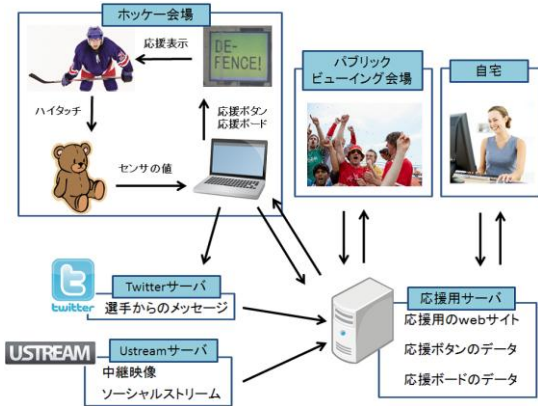 ホッケー会場
応援表示
DE-
FENCE!
ハイタッチ
応援ボタン
応援ボード
センサの値
パブリック
ビューイング会場
自宅
twitter
Twitterサーバ
選手からのメッセージ
USTREAM
Ustreamサーバ
中継映像
ソーシャルストリーム
応援用サーバ
応援用のwebサイト
応援ボタンのデータ
応援ボードのデータ